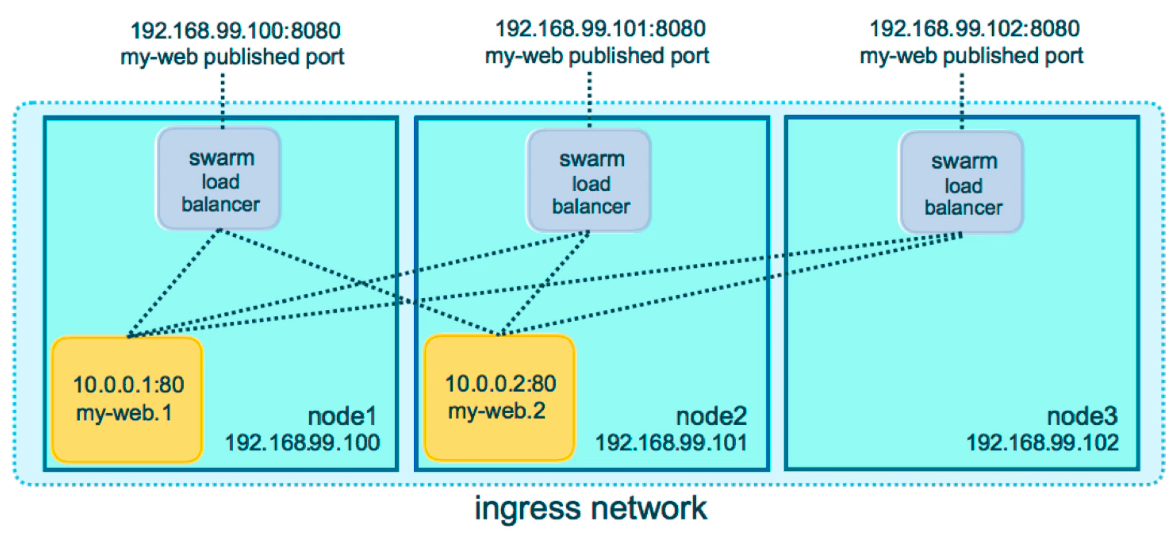 192.168.99.100:8080
my-web published port
192.168.99.101:8080
my-web published port
192.168.99.102:8080
my-web published port
swarm
load
balancer
swarm
load
balancer
swarm
load
balancer
10.0.0.1:80
my-web.1
node1
192.168.99.100
10.0.0.2:80
my-web.2
node2
192.168.99.101
node3
192.168.99.102
ingress network